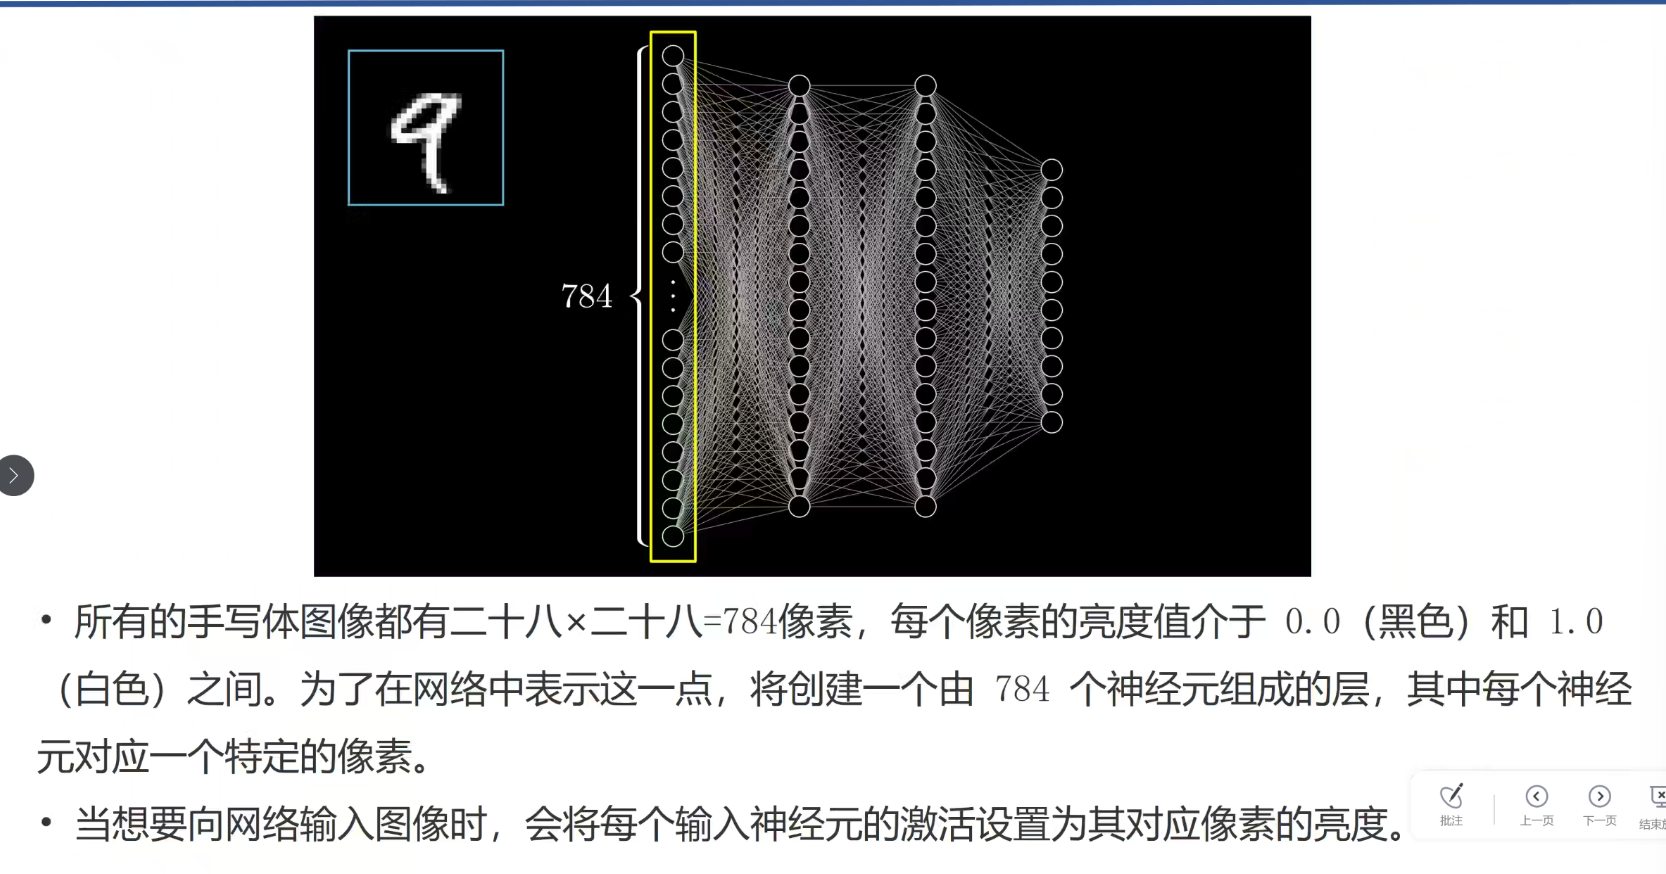 784
• 所有的手写体图像都有二十八×二十八=784像素，每个像素的亮度值介于 0.0（黑色）和 1.0
（白色）之间。为了在网络中表示这一点，将创建一个由 784 个神经元组成的层，其中每个神经
元对应一个特定的像素。
• 当想要向网络输入图像时，会将每个输入神经元的激活设置为其对应像素的亮度。
批注 上一页 下一页 结束